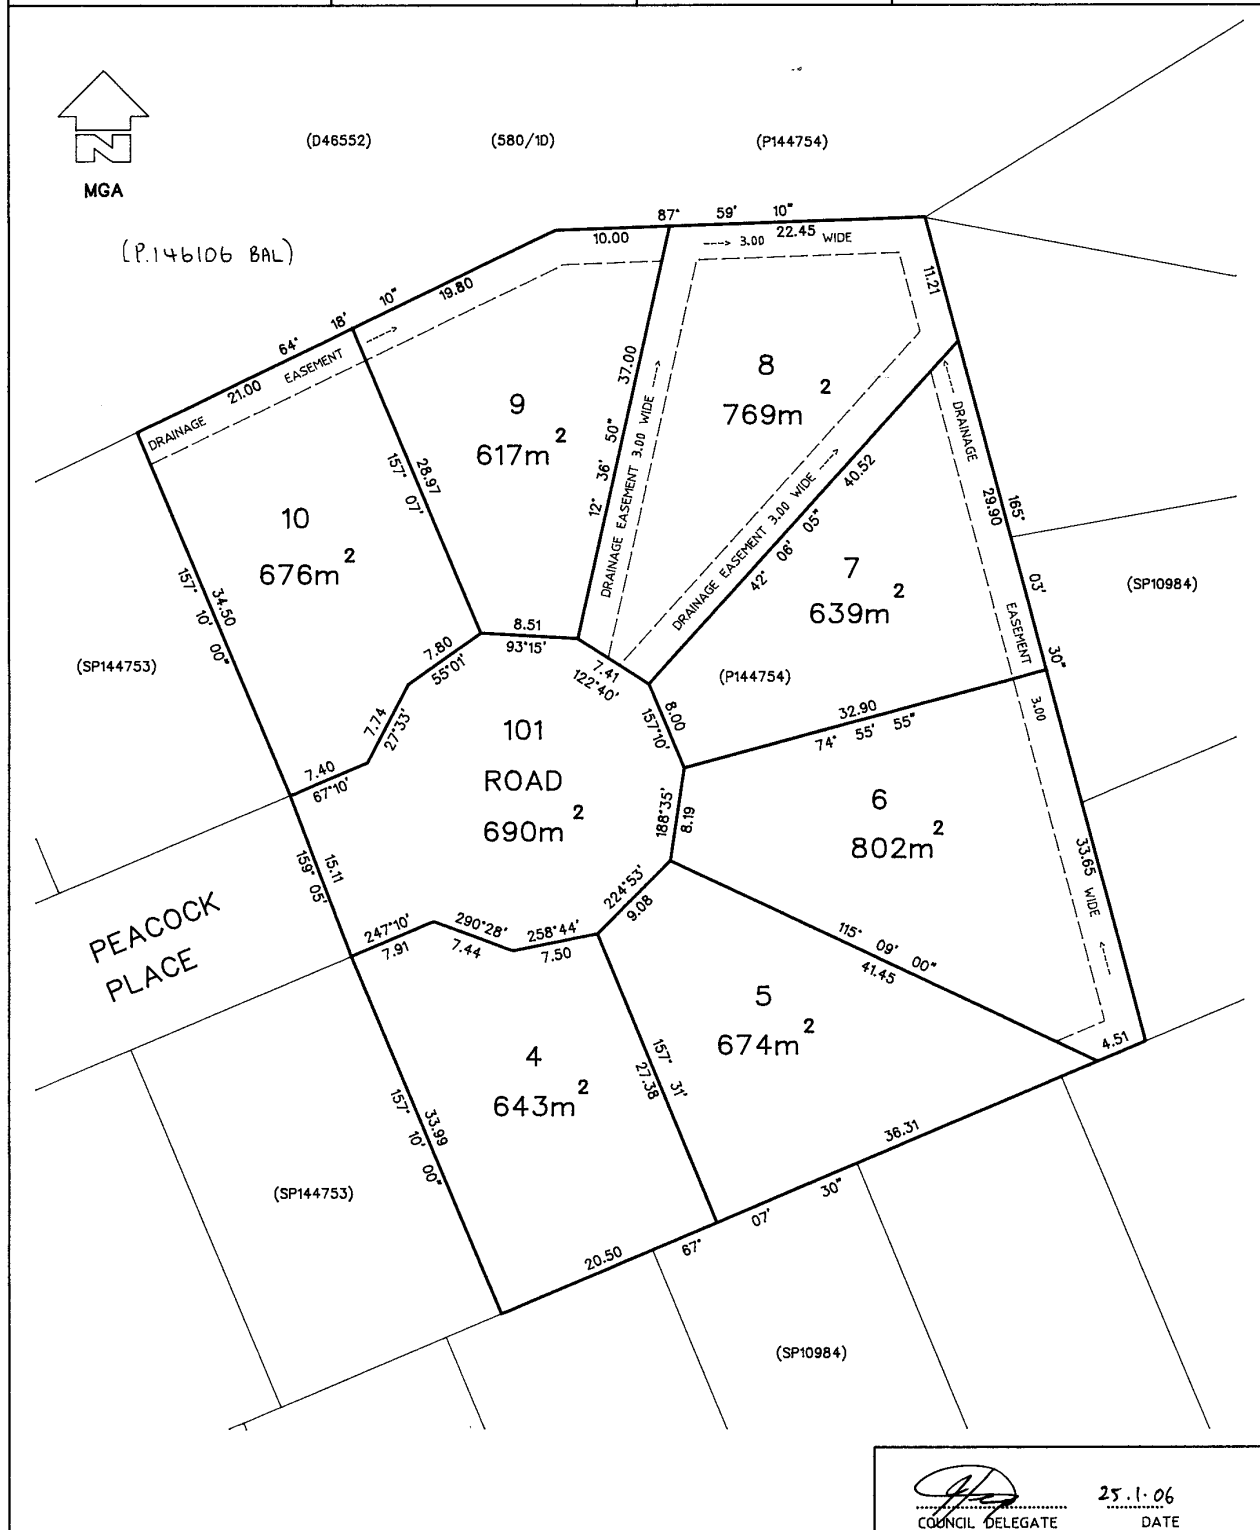 (D46552)
(580/1D)
(P144754)
N
MGA
(P.146106 BAL)
87° 59' 10"
10.00
22.45
3.00 WIDE
11.21
64° 18' 10"
19.80
21.00
DRAINAGE EASEMENT
37.00
12° 36' 50"
DRAINAGE EASEMENT 3.00 WIDE
8
769m²
9
617m²
28.97
157° 07'
40.52
42° 06' 05"
DRAINAGE EASEMENT 3.00 WIDE
DRAINAGE EASEMENT
29.90
165° 03' 30"
10
676m²
34.50
157° 10' 00"
7
639m²
(SP10984)
(SP144753)
8.51
93°15'
7.80
55°01'
7.41
122°40'
(P144754)
8.00
157°10'
32.90
74° 55' 55"
3.00
7.74
27°33'
101
ROAD
690m²
7.40
67°10'
188°35'
8.19
6
802m²
33.65
WIDE
15.11
159° 05'
PEACOCK
PLACE
247°10'
7.91
290°28'
7.44
258°44'
7.50
224°53'
9.08
115° 09' 00"
41.45
5
674m²
4.51
4
643m²
157° 31'
27.38
33.99
157° 10' 00"
36.31
(SP144753)
20.50
67° 07' 30"
(SP10984)
25.1.06
COUNCIL DELEGATE
DATE